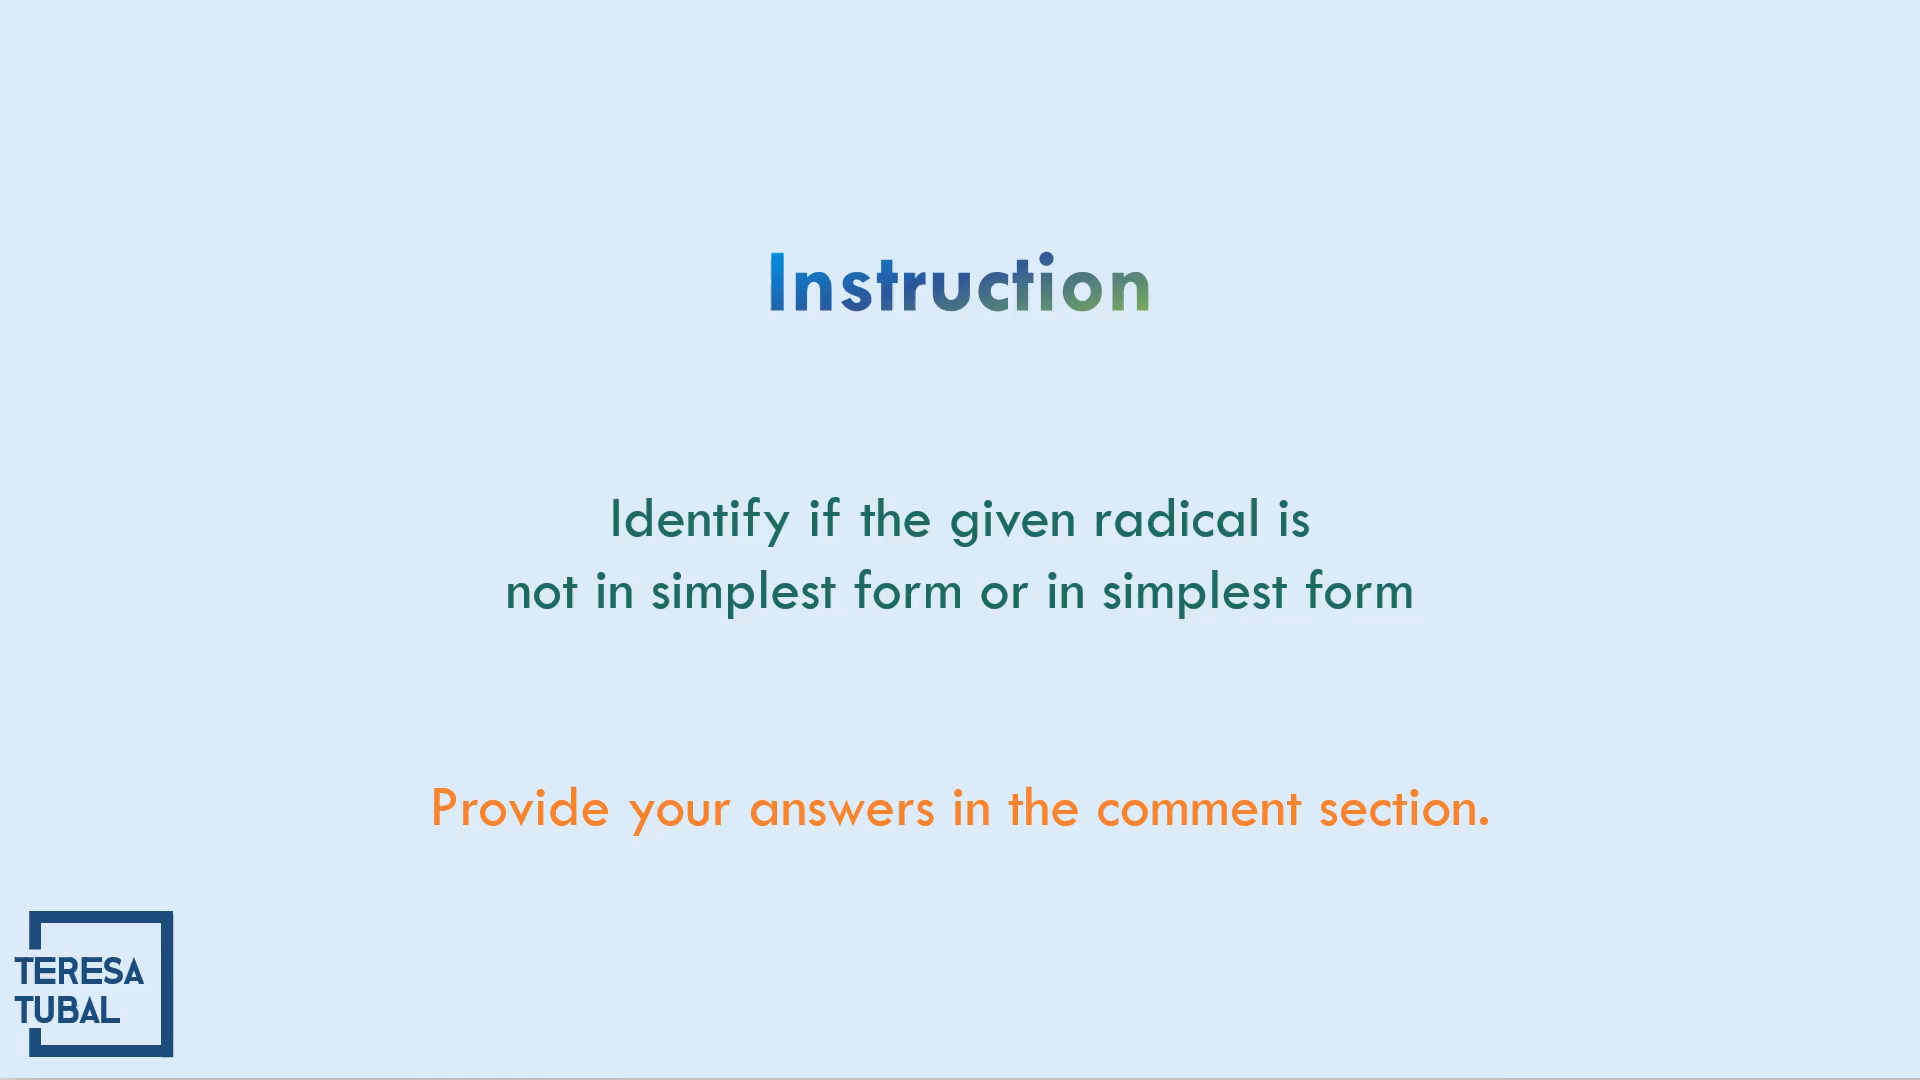 Instruction
Identify if the given radical is
not in simplest form or in simplest form
Provide your answers in the comment section.
TERESA
TUBAL